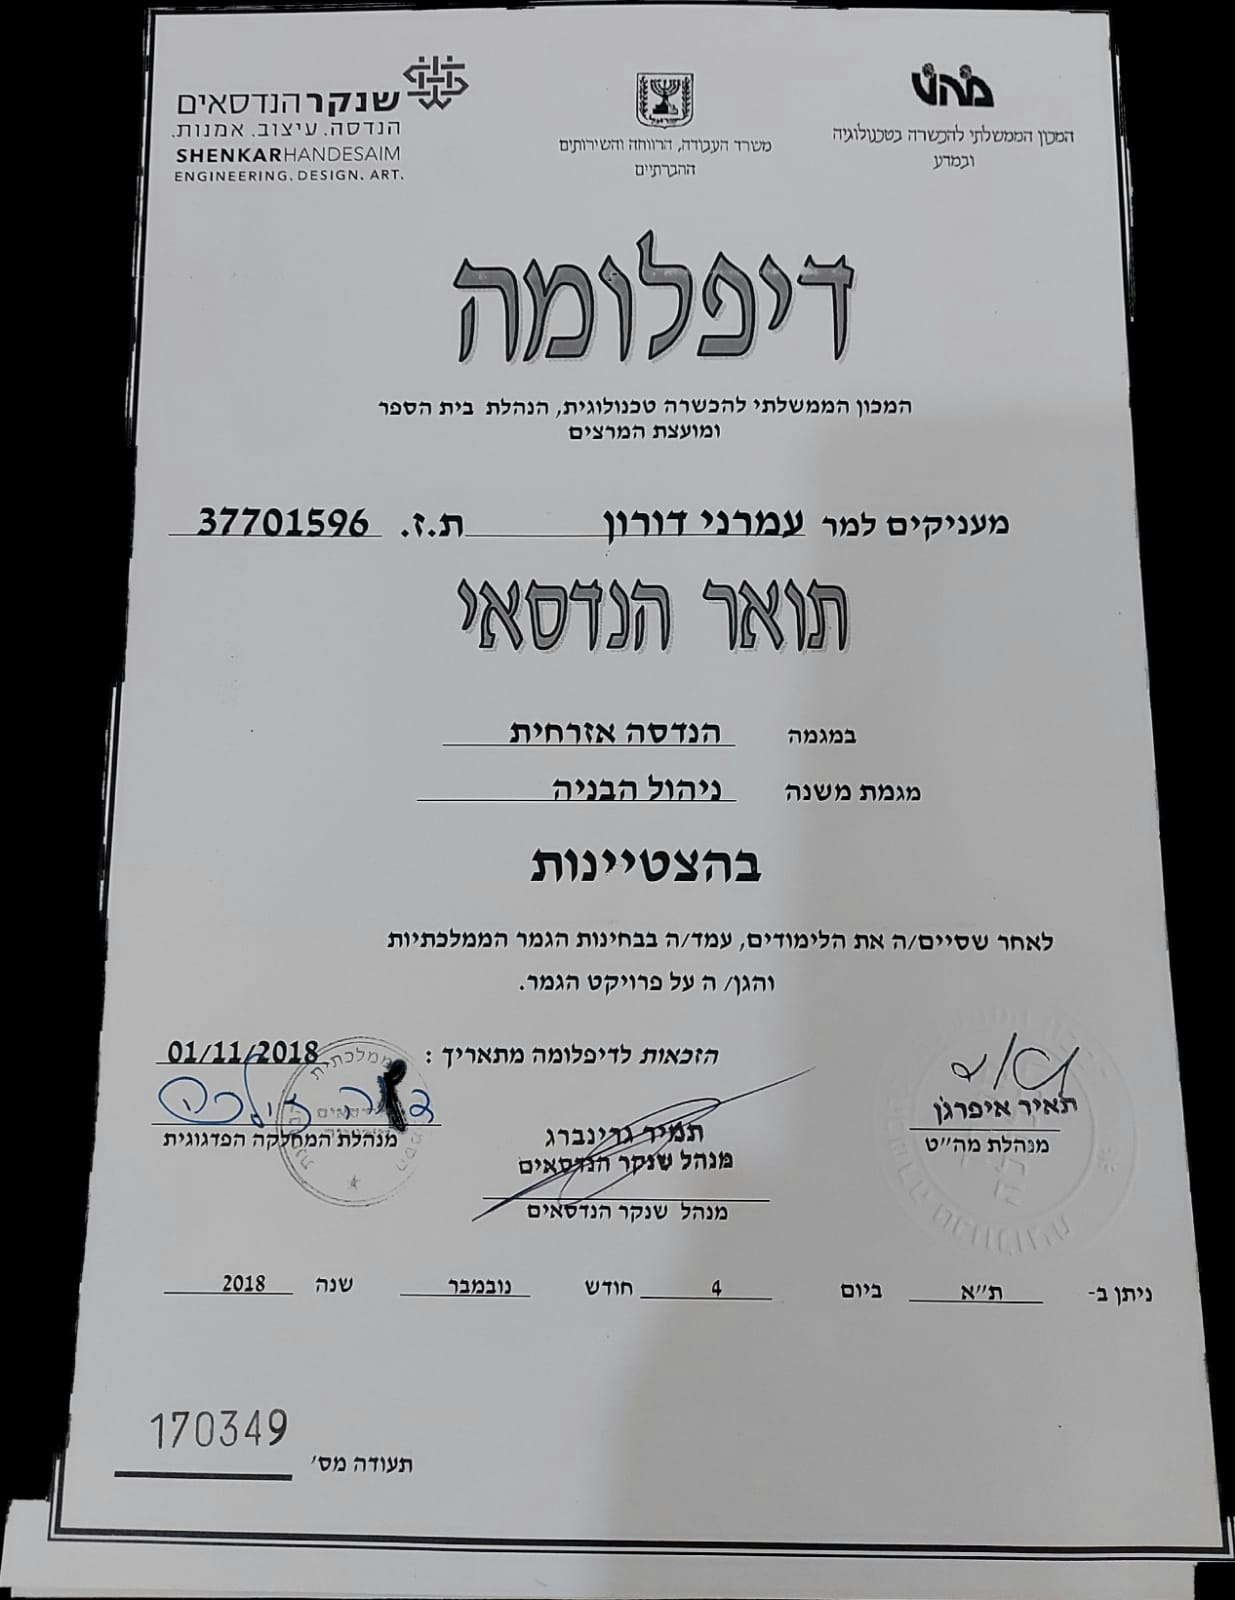 מהט
המכון הממשלתי להכשרה בטכנולוגיה
ובמדע
ישראל
משרד העבודה, הרווחה והשירותים
החברתיים
שנקר הנדסאים
הנדסה. עיצוב. אמנות.
SHENKAR HANDESAIM
ENGINEERING. DESIGN. ART.
דיפלומה
המכון הממשלתי להכשרה טכנולוגית, הנהלת בית הספר
ומועצת המרצים
מעניקים למר עמרני דורון ת.ז. 37701596
תואר הנדסאי
במגמה הנדסה אזרחית
מגמת משנה ניהול הבניה
בהצטיינות
לאחר שסיים/ה את הלימודים, עמד/ה בבחינות הגמר הממלכתיות
והגן/ ה על פרויקט הגמר.
הזכאות לדיפלומה מתאריך : 01/11/2018
תאיר איפרגן
מנהלת מה״ט
תמיר גרינברג
מנהל שנקר הנדסאים
מנהל שנקר הנדסאים
מנהלת המחלקה הפדגוגית
ניתן ב- ת״א ביום 4 חודש נובמבר שנה 2018
תעודה מס׳ 170349